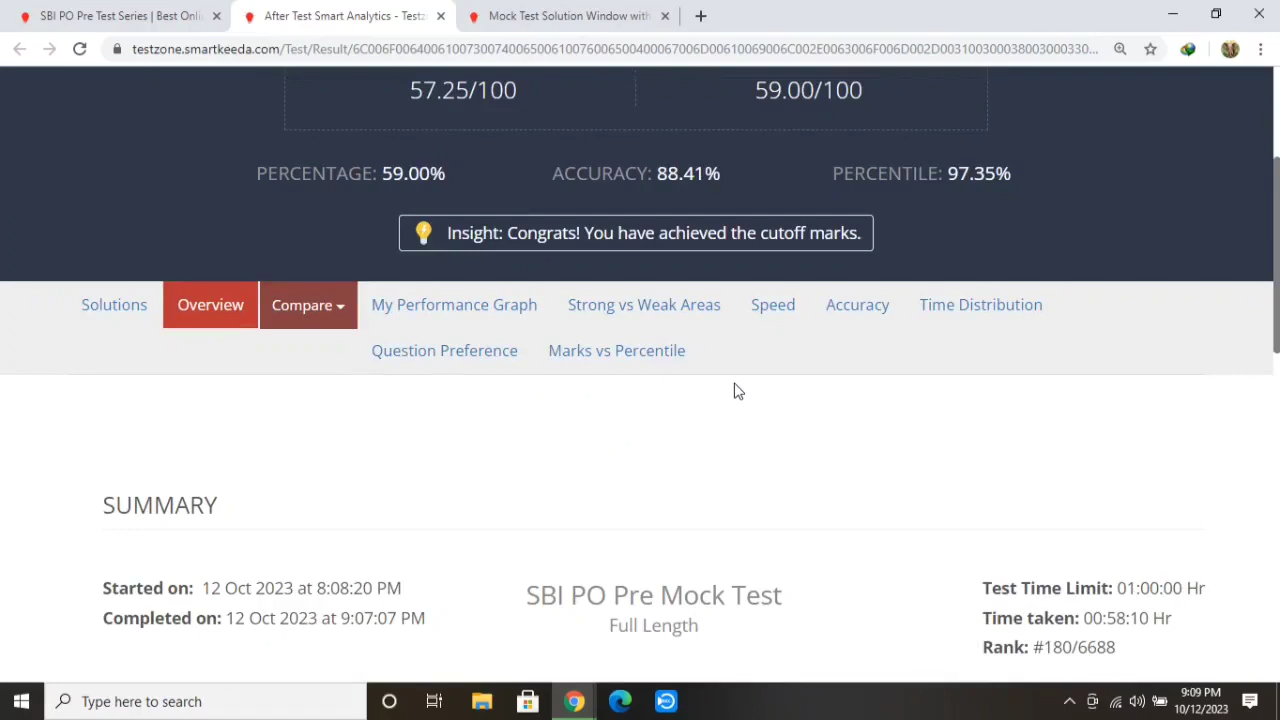 SBI PO Pre Test Series | Best Onli
After Test Smart Analytics - Testz
Mock Test Solution Window with
testzone.smartkeeda.com/Test/Result/6C006F0064006100730074006500610076006500400067006D00610069006C002E0063006F006D002D003100300038003000330...
57.25/100
59.00/100
PERCENTAGE: 59.00%
ACCURACY: 88.41%
PERCENTILE: 97.35%
Insight: Congrats! You have achieved the cutoff marks.
Solutions
Overview
Compare
My Performance Graph
Strong vs Weak Areas
Speed
Accuracy
Time Distribution
Question Preference
Marks vs Percentile
SUMMARY
Started on: 12 Oct 2023 at 8:08:20 PM
Completed on: 12 Oct 2023 at 9:07:07 PM
SBI PO Pre Mock Test
Full Length
Test Time Limit: 01:00:00 Hr
Time taken: 00:58:10 Hr
Rank: #180/6688
Type here to search
9:09 PM
10/12/2023